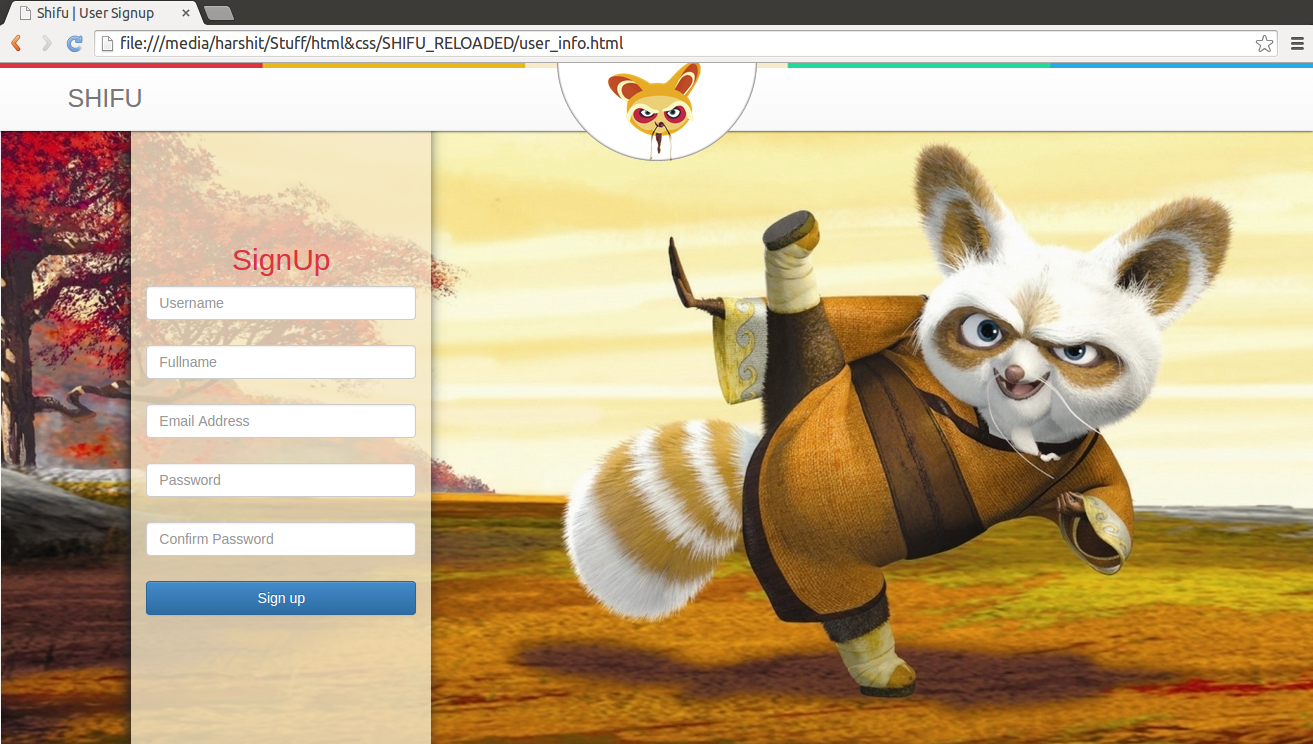 Shifu | User Signup
file:///media/harshit/Stuff/html&css/SHIFU_RELOADED/user_info.html
SHIFU
SignUp
Username
Fullname
Email Address
Password
Confirm Password
Sign up